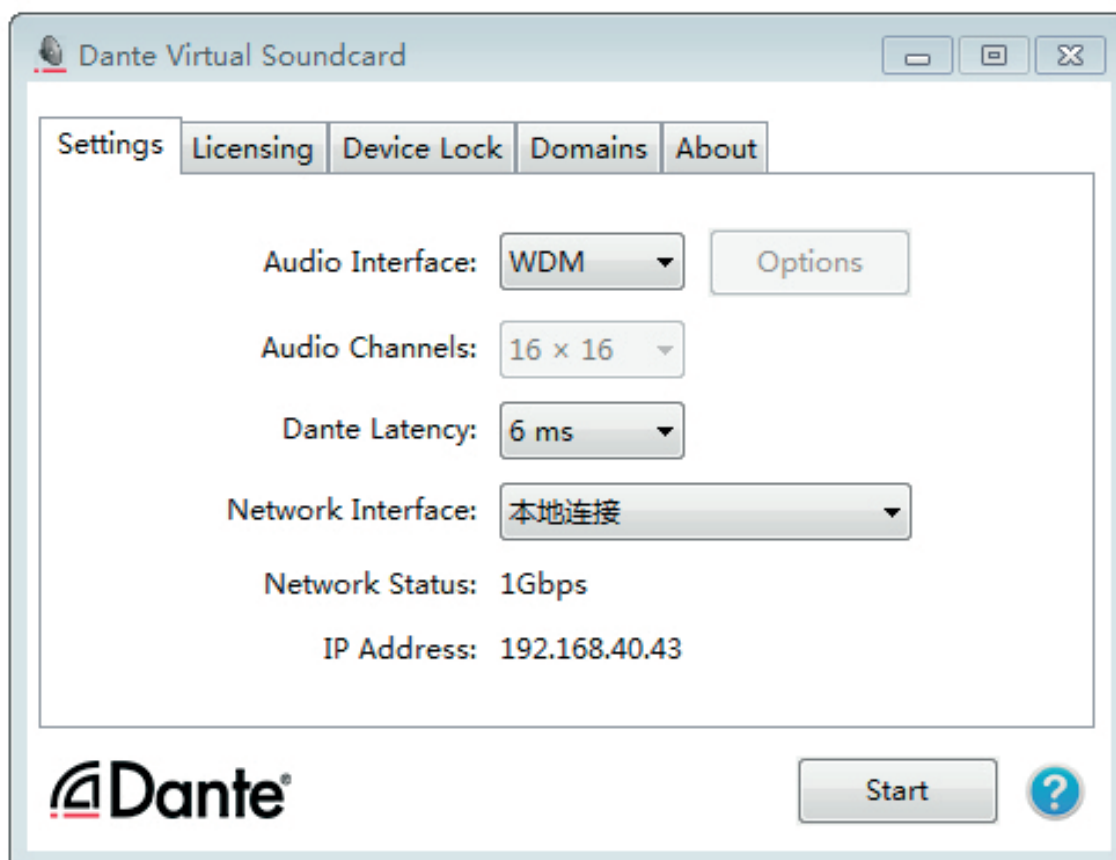 Dante Virtual Soundcard
Settings Licensing Device Lock Domains About
Audio Interface: WDM Options
Audio Channels: 16 × 16
Dante Latency: 6 ms
Network Interface: 本地连接
Network Status: 1Gbps
IP Address: 192.168.40.43
Dante® Start ?